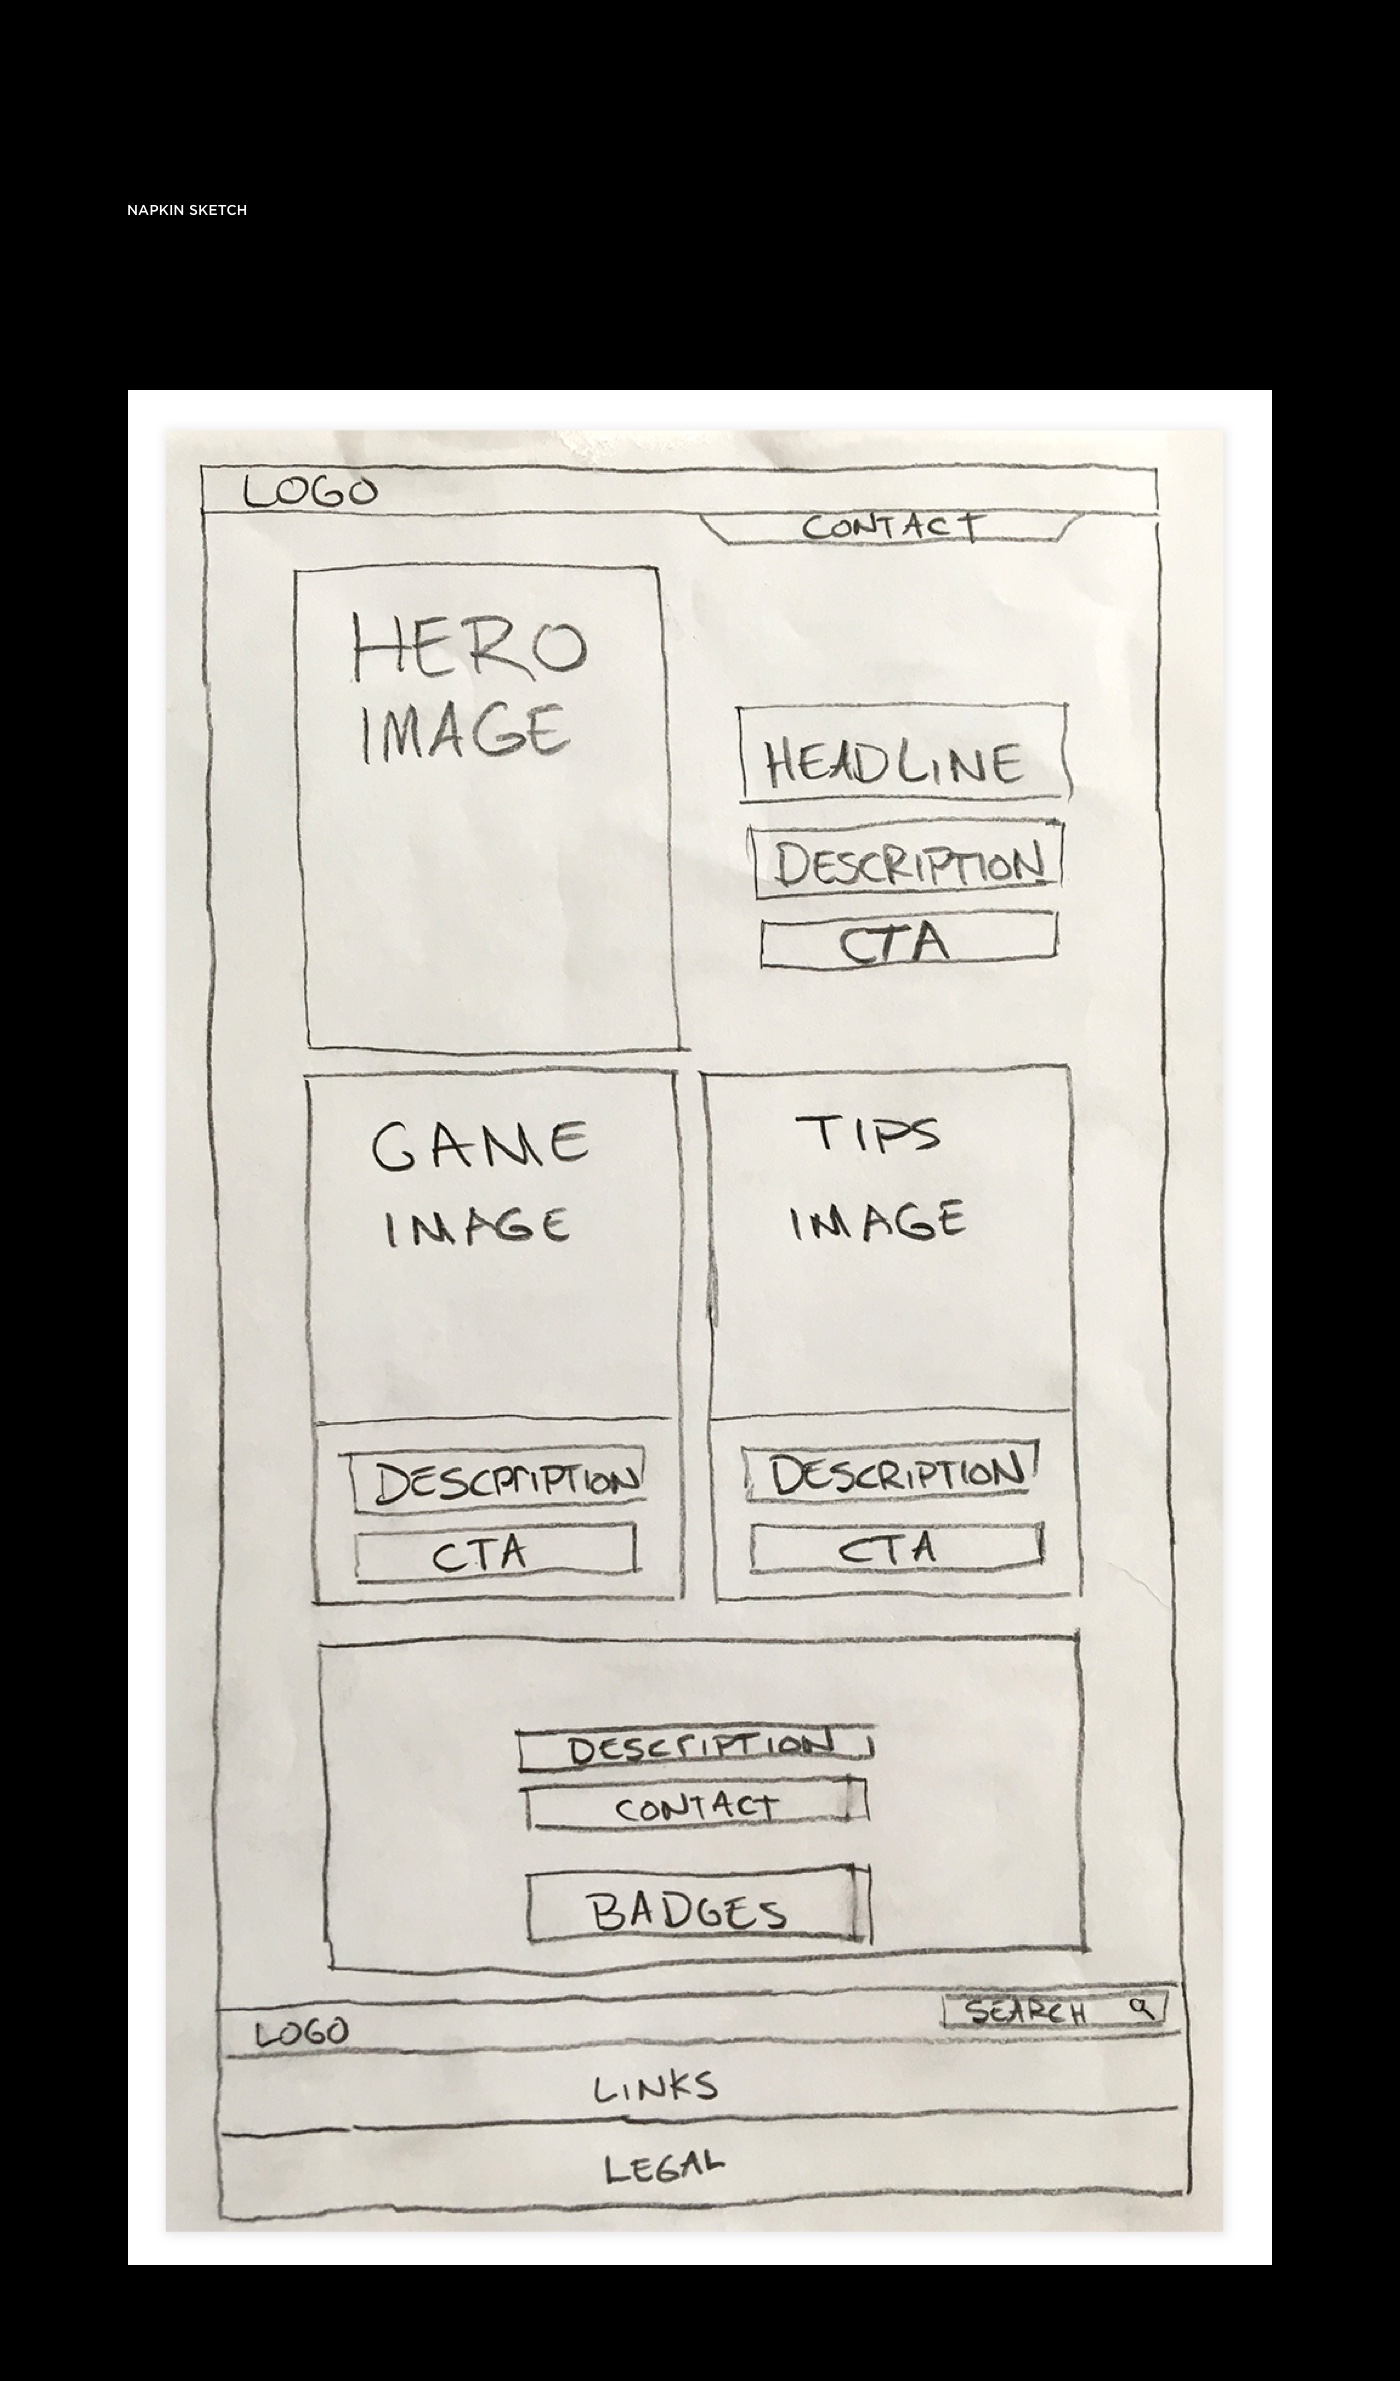 NAPKIN SKETCH
LOGO
CONTACT
HERO
IMAGE
HEADLINE
DESCRIPTION
CTA
GAME
IMAGE
DESCRIPTION
CTA
TIPS
IMAGE
DESCRIPTION
CTA
DESCRIPTION
CONTACT
BADGES
LOGO
SEARCH
LINKS
LEGAL